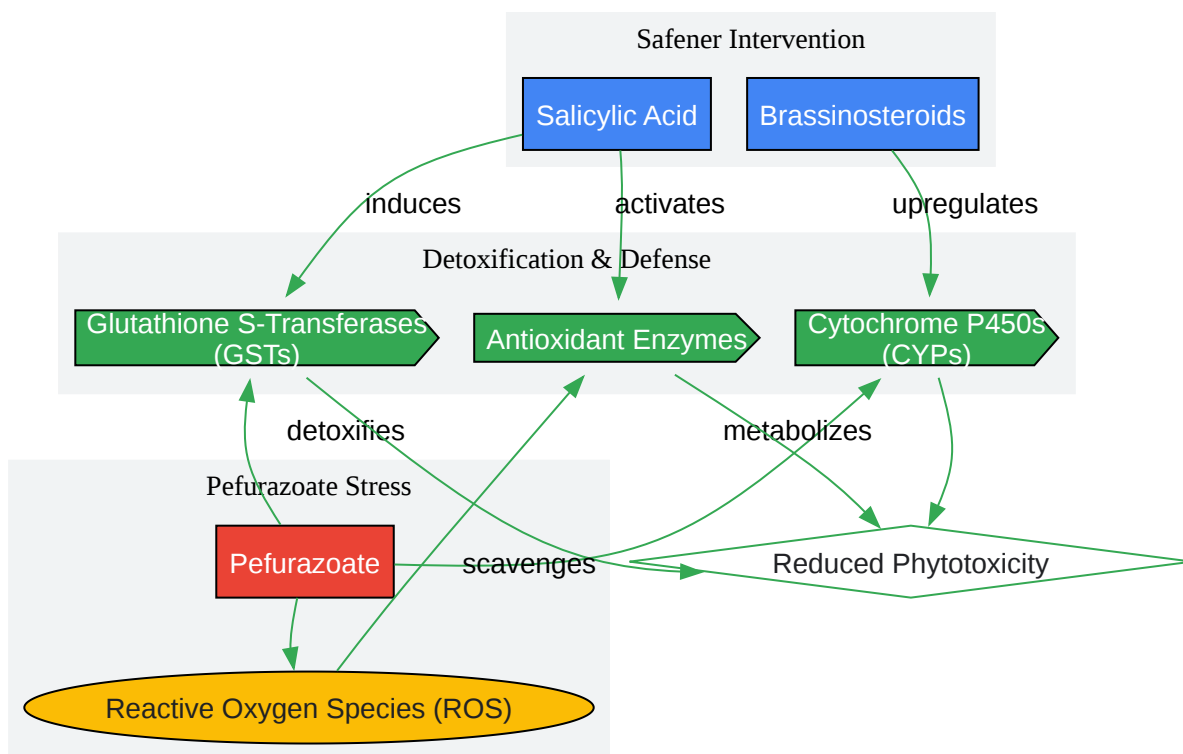 Safener Intervention
Salicylic Acid
Brassinosteroids
induces
activates
upregulates
Detoxification & Defense
Glutathione S-Transferases
(GSTs)
Antioxidant Enzymes
Cytochrome P450s
(CYPs)
detoxifies
metabolizes
Pefurazoate Stress
Pefurazoate
scavenges
Reduced Phytotoxicity
Reactive Oxygen Species (ROS)